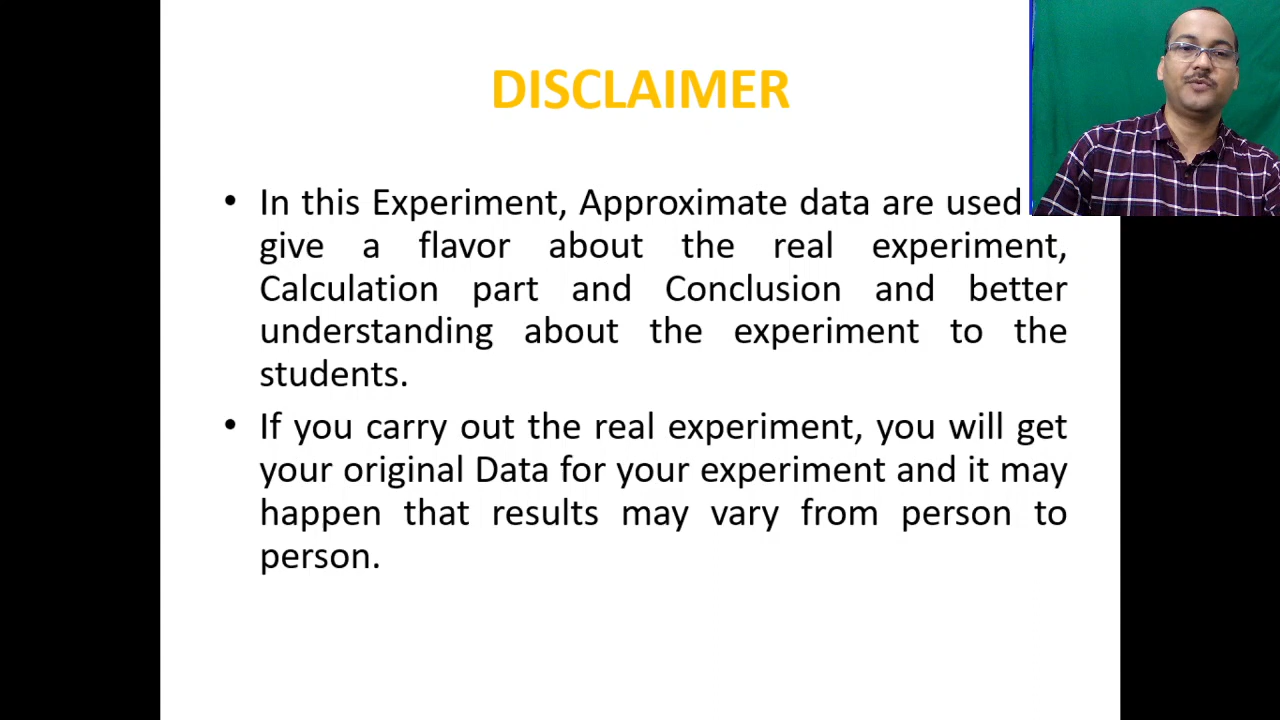 DISCLAIMER
• In this Experiment, Approximate data are used
give a flavor about the real experiment,
Calculation part and Conclusion and better
understanding about the experiment to the
students.
• If you carry out the real experiment, you will get
your original Data for your experiment and it may
happen that results may vary from person to
person.